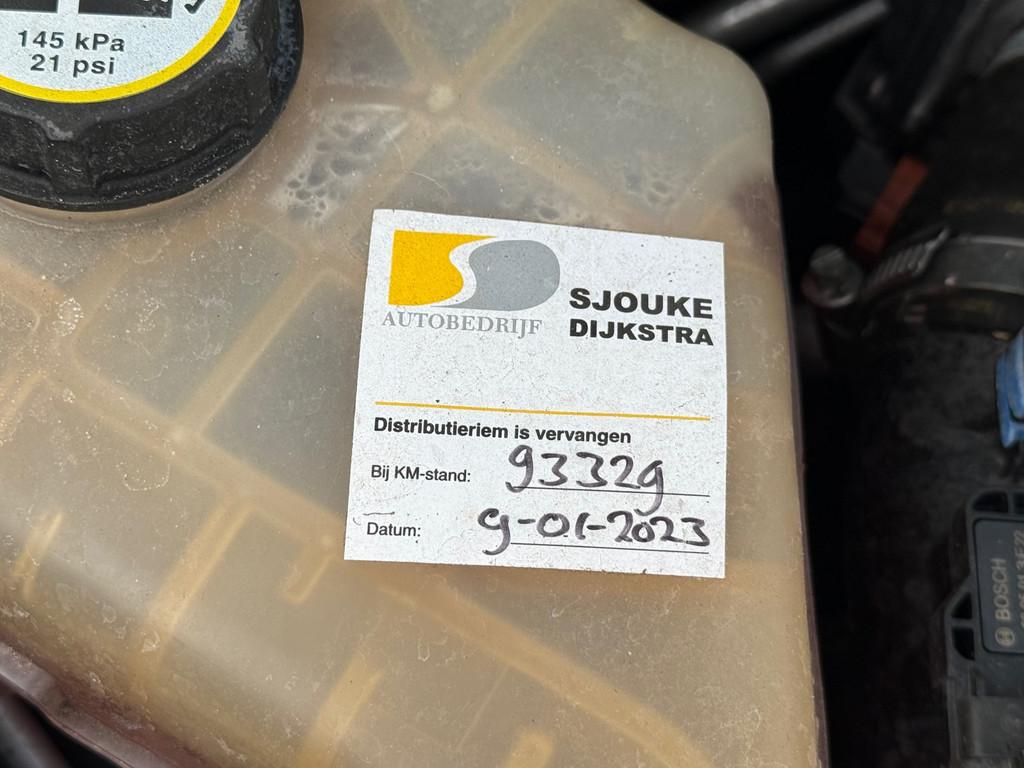 145 kPa
21 psi
AUTOBEDRIJF
SJOUKE
DIJKSTRA
Distributieriem is vervangen
Bij KM-stand: 93329
Datum: 9-01-2023
BOSCH